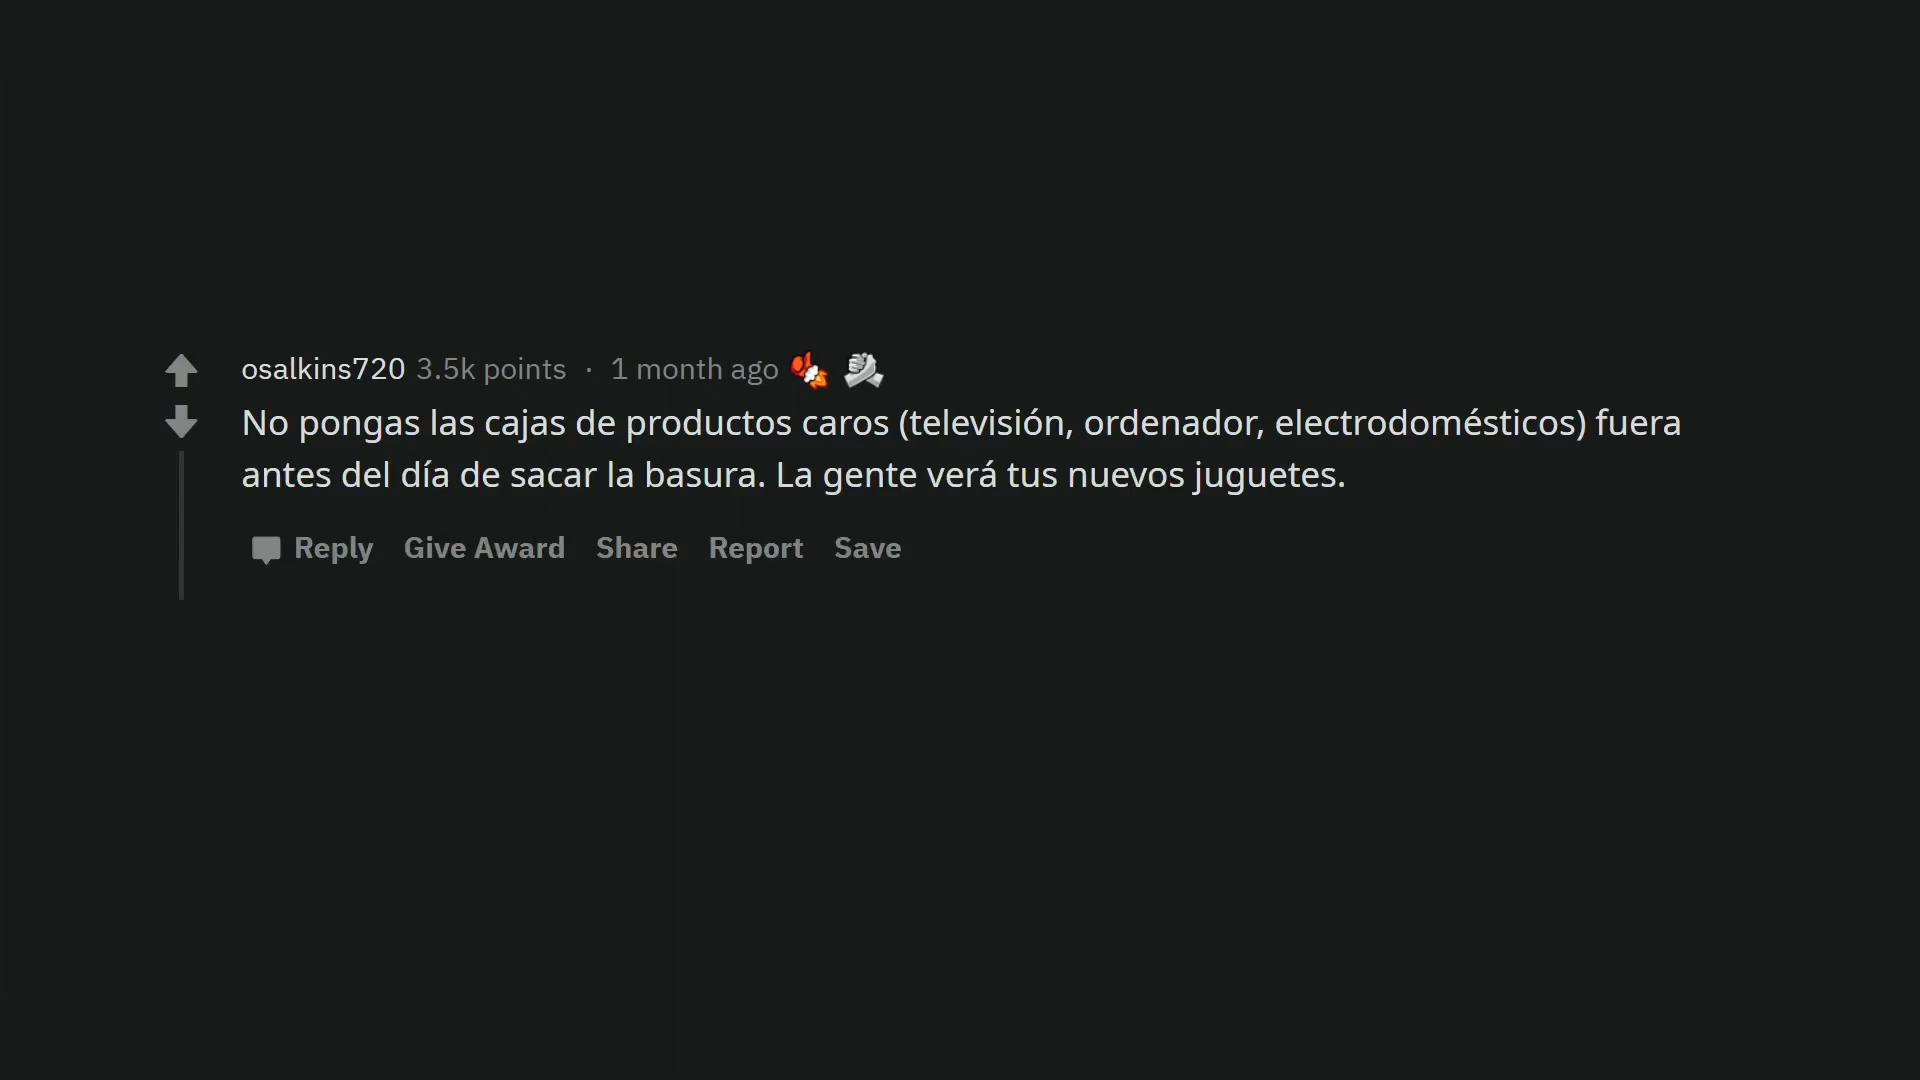 osalkins720 3.5k points · 1 month ago
No pongas las cajas de productos caros (televisión, ordenador, electrodomésticos) fuera
antes del día de sacar la basura. La gente verá tus nuevos juguetes.
Reply Give Award Share Report Save